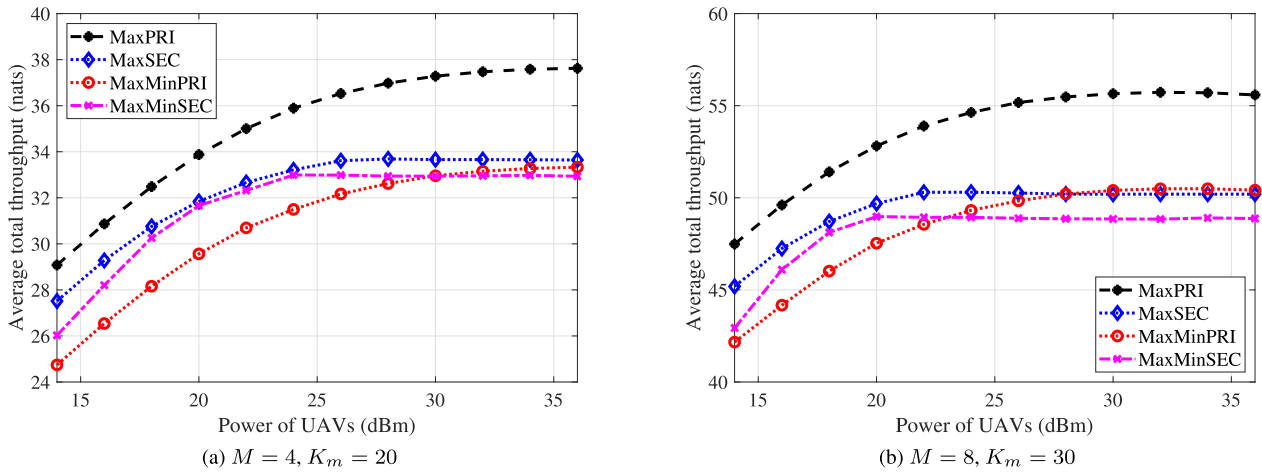 40
38
36
34
32
30
28
26
24
Average total throughput (nats)
MaxPRI
MaxSEC
MaxMinPRI
MaxMinSEC
15 20 25 30 35
Power of UAVs (dBm)
(a) M = 4, K_m = 20
60
55
50
45
40
Average total throughput (nats)
MaxPRI
MaxSEC
MaxMinPRI
MaxMinSEC
15 20 25 30 35
Power of UAVs (dBm)
(b) M = 8, K_m = 30